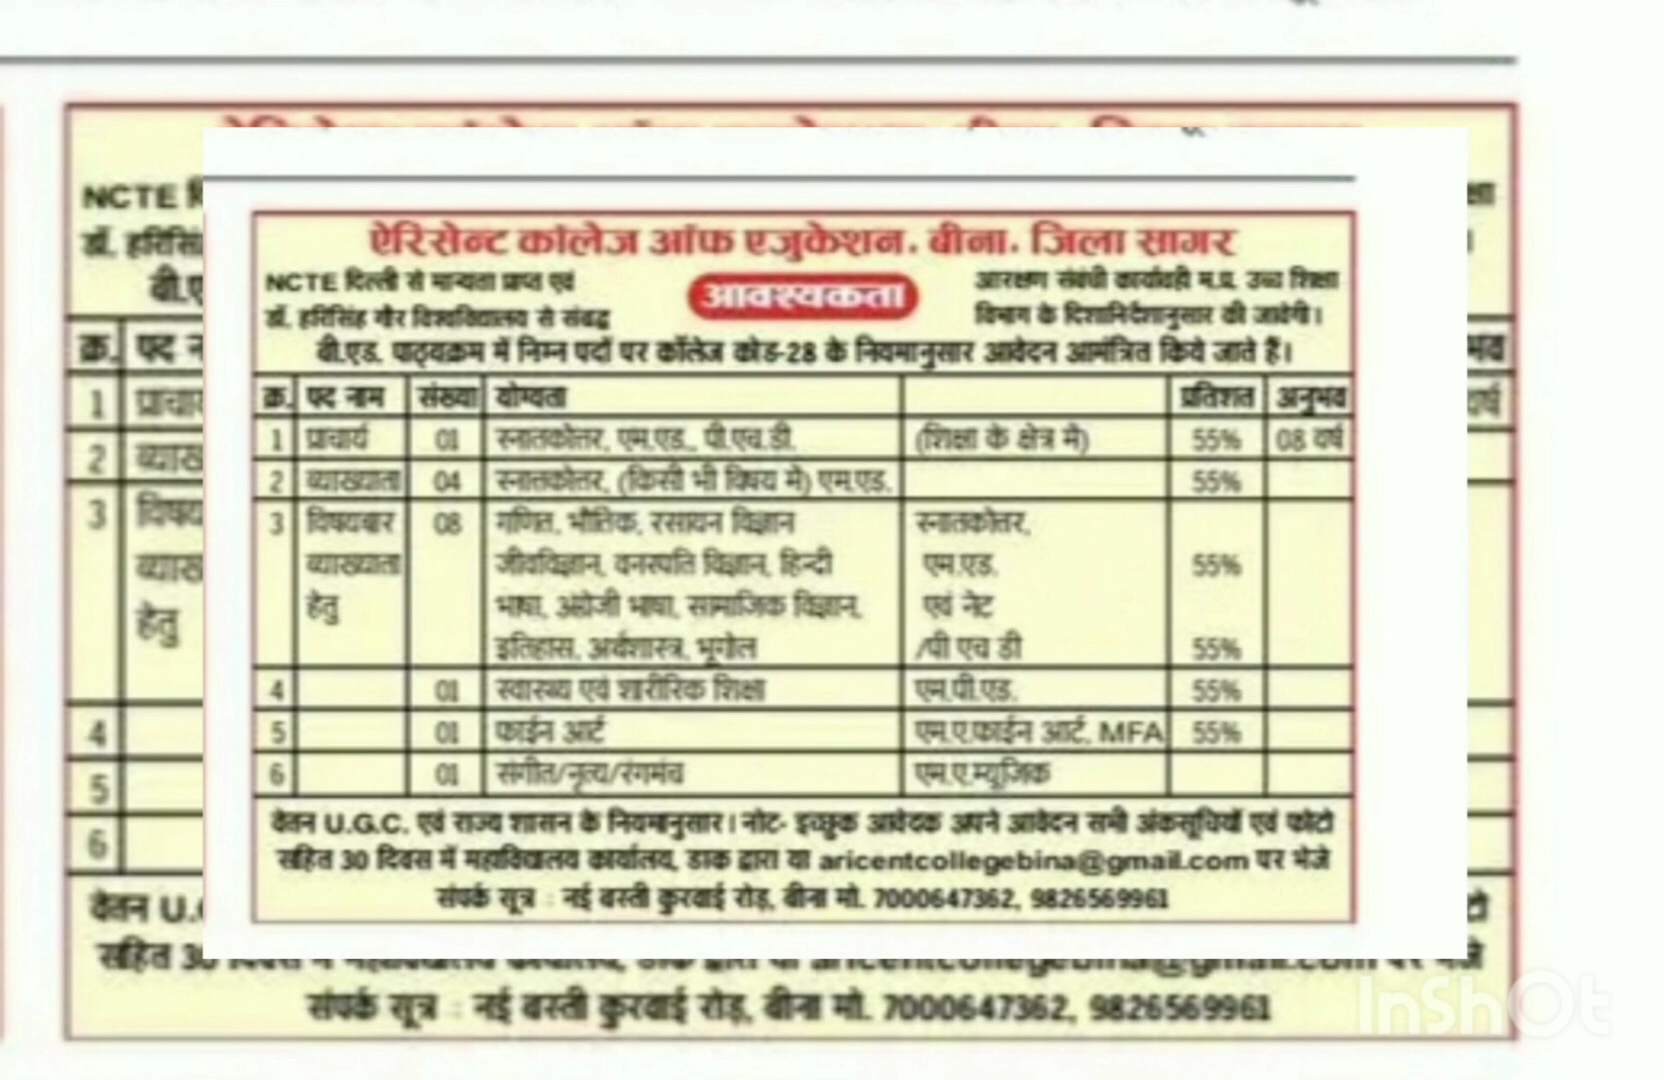 ऐरिसेन्ट कॉलेज ऑफ एजुकेशन, बीना, जिला सागर
NCTE दिल्ली से मान्यता प्राप्त एवं
डॉ. हरिसिंह गौर विश्वविद्यालय से संबद्ध
आवश्यकता
आरक्षण संबंधी कार्यवाही म.प्र. उच्च शिक्षा
विभाग के दिशानिर्देशानुसार की जावेगी।
बी.एड. पाठ्यक्रम में निम्न पदों पर कॉलेज कोड-28 के नियमानुसार आवेदन आमंत्रित किये जाते हैं।
क्र. पद नाम संख्या योग्यता प्रतिशत अनुभव
1 प्राचार्य 01 स्नातकोत्तर, एम.एड., पी.एच.डी. (शिक्षा के क्षेत्र में) 55% 08 वर्ष
2 व्याख्याता 04 स्नातकोत्तर, (किसी भी विषय में) एम.एड. 55%
3 विषयबार 08 गणित, भौतिक, रसायन विज्ञान स्नातकोत्तर,
व्याख्याता जीवविज्ञान, वनस्पति विज्ञान, हिन्दी एम.एड. 55%
हेतु भाषा, अंग्रेजी भाषा, सामाजिक विज्ञान, एवं नेट
इतिहास, अर्थशास्त्र, भूगोल /पी एच डी 55%
4 01 स्वास्थ्य एवं शारीरिक शिक्षा एम.पी.एड. 55%
5 01 फाईन आर्ट एम.ए.फाईन आर्ट, MFA 55%
6 01 संगीत/नृत्य/रंगमंच एम.ए.म्यूजिक
वेतन U.G.C. एवं राज्य शासन के नियमानुसार। नोट- इच्छुक आवेदक अपने आवेदन सभी अंकसूचियों एवं फोटो
सहित 30 दिवस में महाविद्यालय कार्यालय, डाक द्वारा या aricentcollegebina@gmail.com पर भेजे
संपर्क सूत्र : नई बस्ती कुरवाई रोड़, बीना मो. 7000647362, 9826569961
संपर्क सूत्र : नई बस्ती कुरवाई रोड़, बीना मो. 7000647362, 9826569961
InShOt